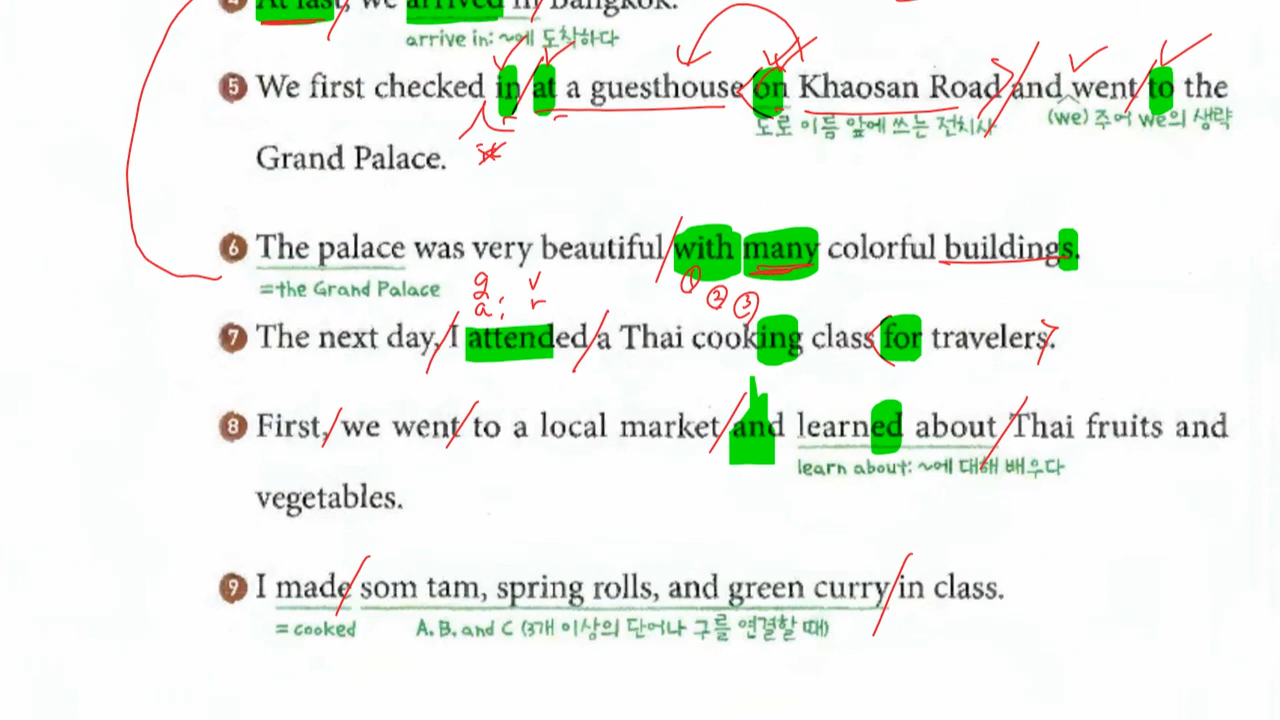 At last, we arrived in Bangkok.
arrive in: ~에 도착하다
5 We first checked in at a guesthouse on Khaosan Road and went to the
도로 이름 앞에 쓰는 전치사 (we) 주어 we의 생략
Grand Palace.
6 The palace was very beautiful with many colorful buildings.
=the Grand Palace
① ② ③
7 The next day, I attended a Thai cooking class for travelers.
8 First, we went to a local market and learned about Thai fruits and
learn about: ~에 대해 배우다
vegetables.
9 I made som tam, spring rolls, and green curry in class.
= cooked A, B, and C (3개 이상의 단어나 구를 연결할 때)